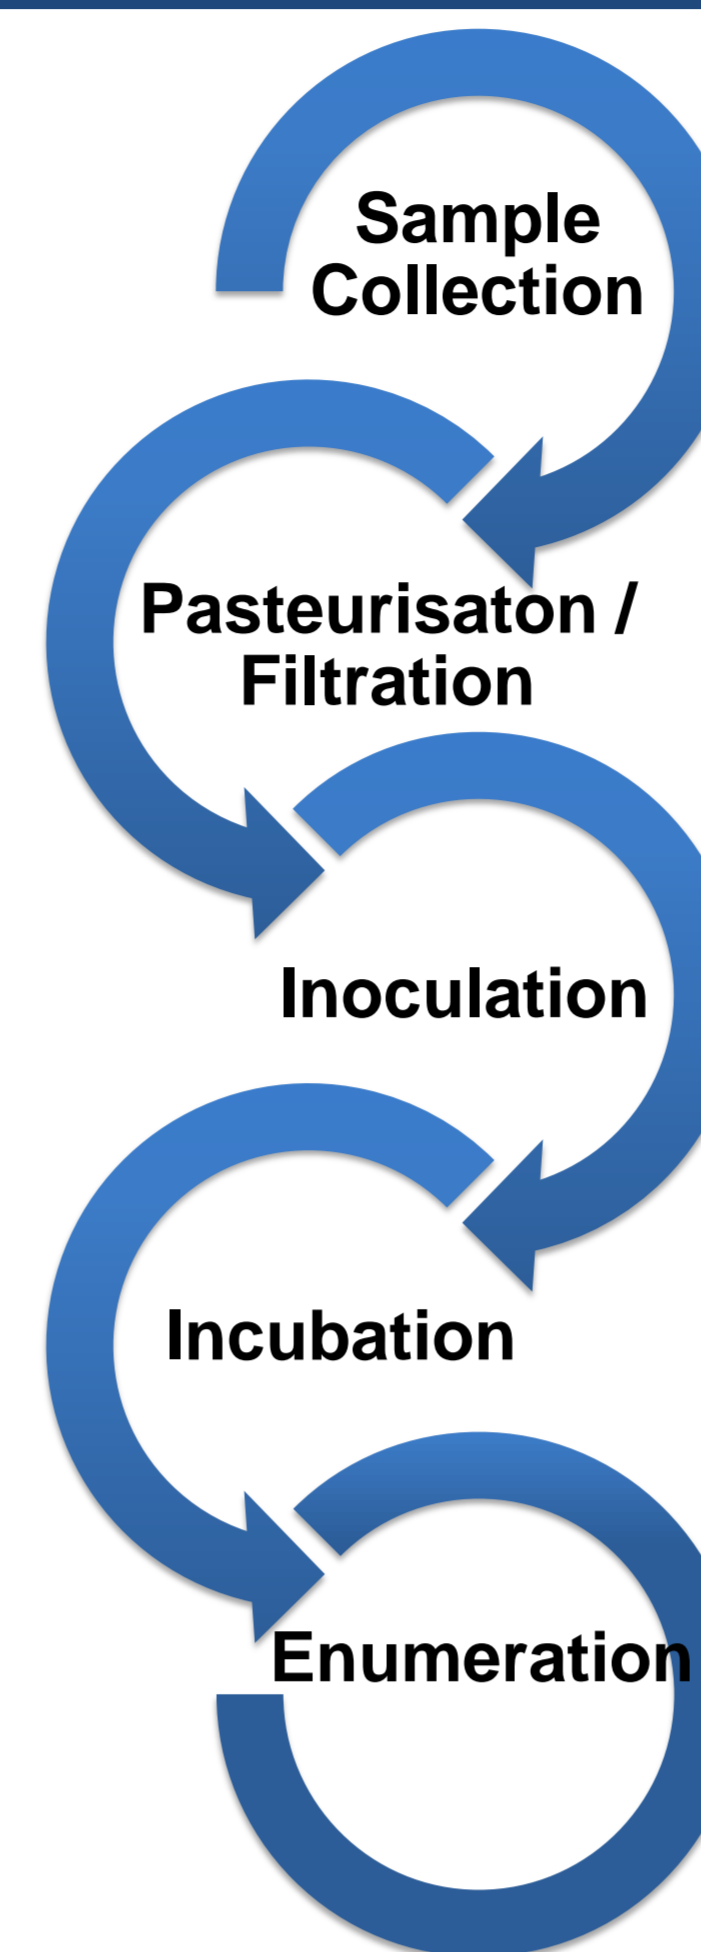 Sample
Collection
Pasteurisaton /
Filtration
Inoculation
Incubation
Enumeration